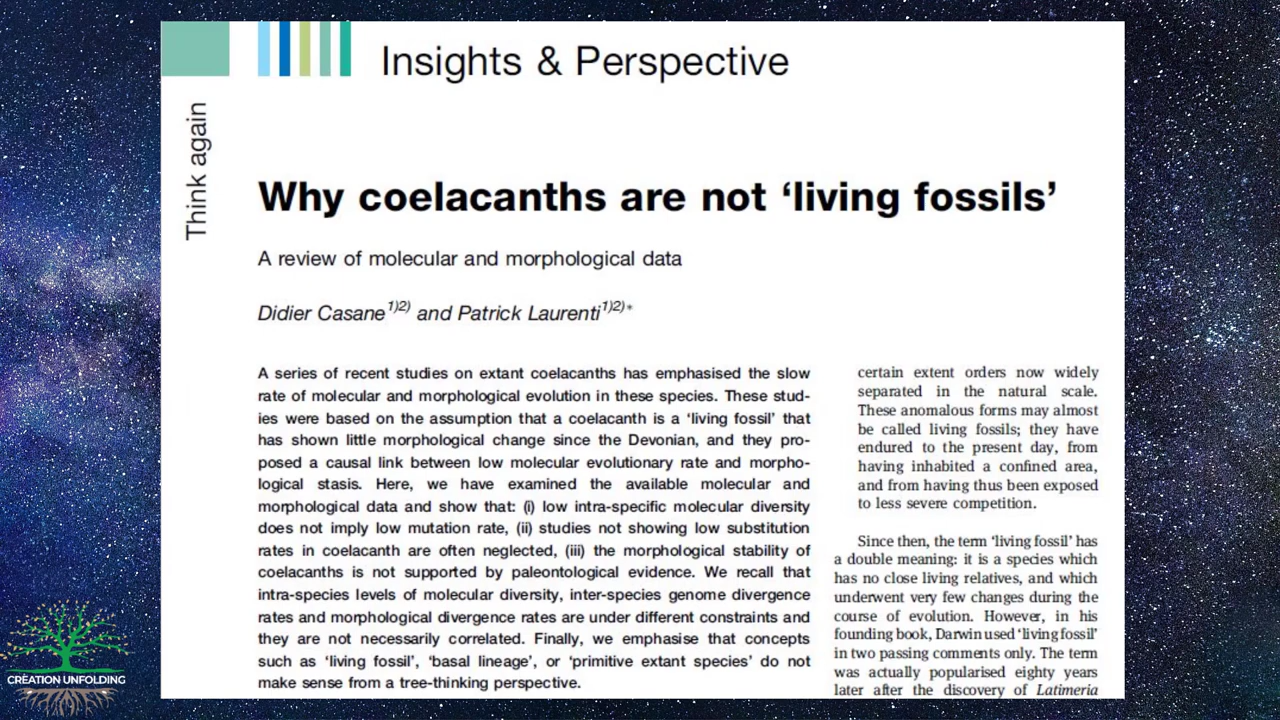 Insights & Perspective
Think again
Why coelacanths are not ‘living fossils’
A review of molecular and morphological data
Didier Casane1)2) and Patrick Laurenti1)2)*
A series of recent studies on extant coelacanths has emphasised the slow
rate of molecular and morphological evolution in these species. These stud-
ies were based on the assumption that a coelacanth is a ‘living fossil’ that
has shown little morphological change since the Devonian, and they pro-
posed a causal link between low molecular evolutionary rate and morpho-
logical stasis. Here, we have examined the available molecular and
morphological data and show that: (i) low intra-specific molecular diversity
does not imply low mutation rate, (ii) studies not showing low substitution
rates in coelacanth are often neglected, (iii) the morphological stability of
coelacanths is not supported by paleontological evidence. We recall that
intra-species levels of molecular diversity, inter-species genome divergence
rates and morphological divergence rates are under different constraints and
they are not necessarily correlated. Finally, we emphasise that concepts
such as ‘living fossil’, ‘basal lineage’, or ‘primitive extant species’ do not
make sense from a tree-thinking perspective.
certain extent orders now widely
separated in the natural scale.
These anomalous forms may almost
be called living fossils; they have
endured to the present day, from
having inhabited a confined area,
and from having thus been exposed
to less severe competition.
Since then, the term ‘living fossil’ has
a double meaning: it is a species which
has no close living relatives, and which
underwent very few changes during the
course of evolution. However, in his
founding book, Darwin used ‘living fossil’
in two passing comments only. The term
was actually popularised eighty years
later after the discovery of Latimeria
CREATION UNFOLDING